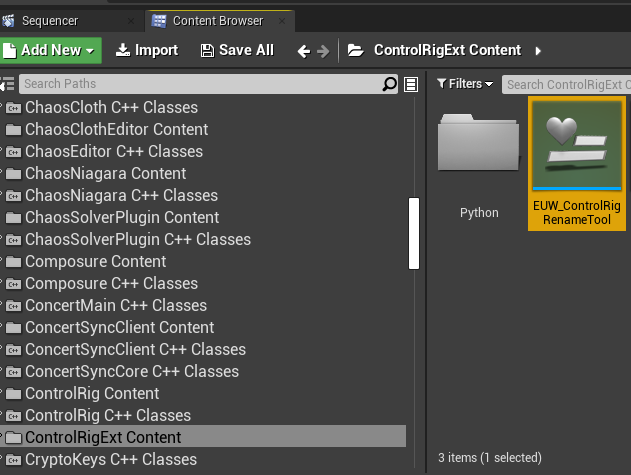 Sequencer
Content Browser
Add New
Import
Save All
ControlRigExt Content
Search Paths
Filters
Search ControlRigExt C
ChaosCloth C++ Classes
ChaosClothEditor Content
ChaosEditor C++ Classes
ChaosNiagara Content
ChaosNiagara C++ Classes
ChaosSolverPlugin Content
ChaosSolverPlugin C++ Classes
Composure Content
Composure C++ Classes
ConcertMain C++ Classes
ConcertSyncClient Content
ConcertSyncClient C++ Classes
ConcertSyncCore C++ Classes
ControlRig Content
ControlRig C++ Classes
ControlRigExt Content
CryptoKeys C++ Classes
Python
EUW_ControlRig
RenameTool
3 items (1 selected)